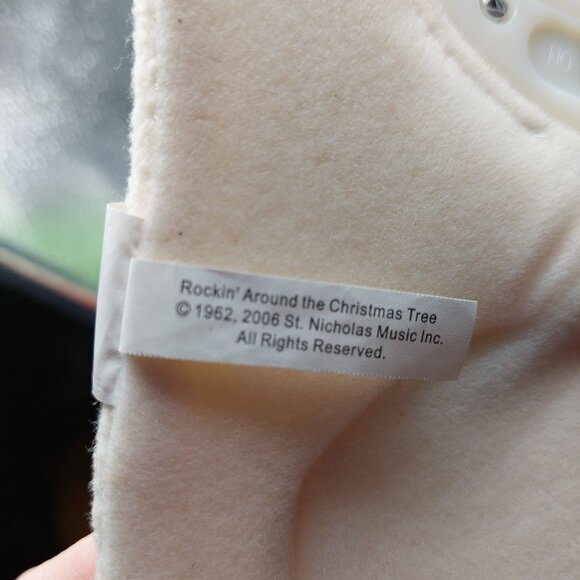 Rockin' Around the Christmas Tree
© 1962, 2006 St. Nicholas Music Inc.
All Rights Reserved.